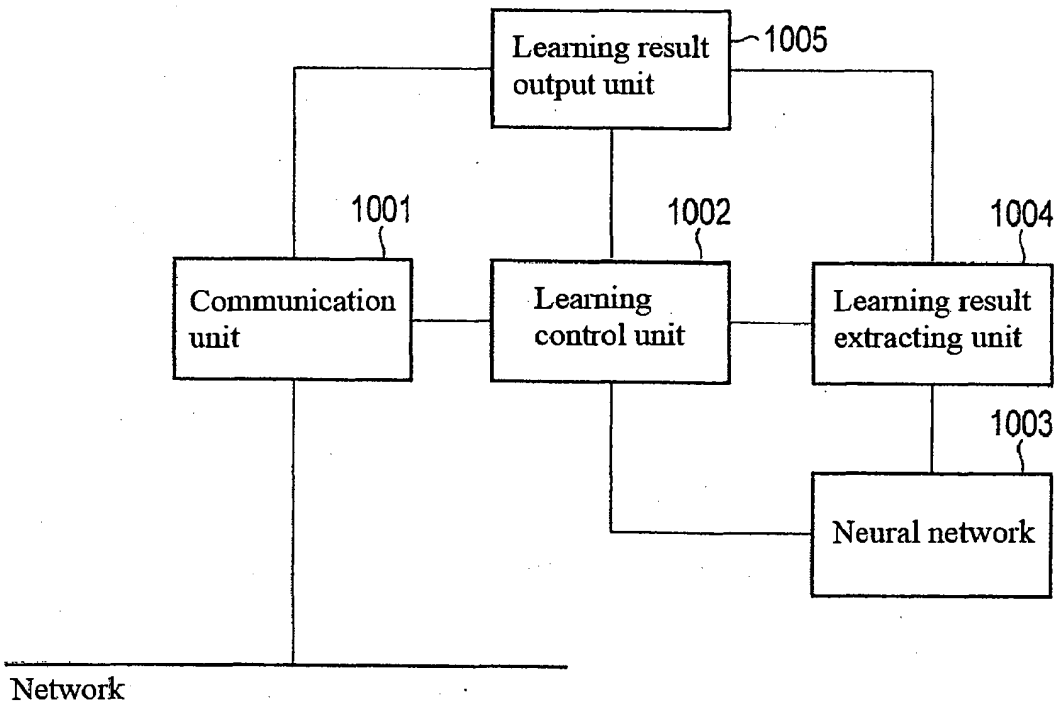 Learning result
output unit
1005
1001
1002
1004
Communication
unit
Learning
control unit
Learning result
extracting unit
1003
Neural network
Network